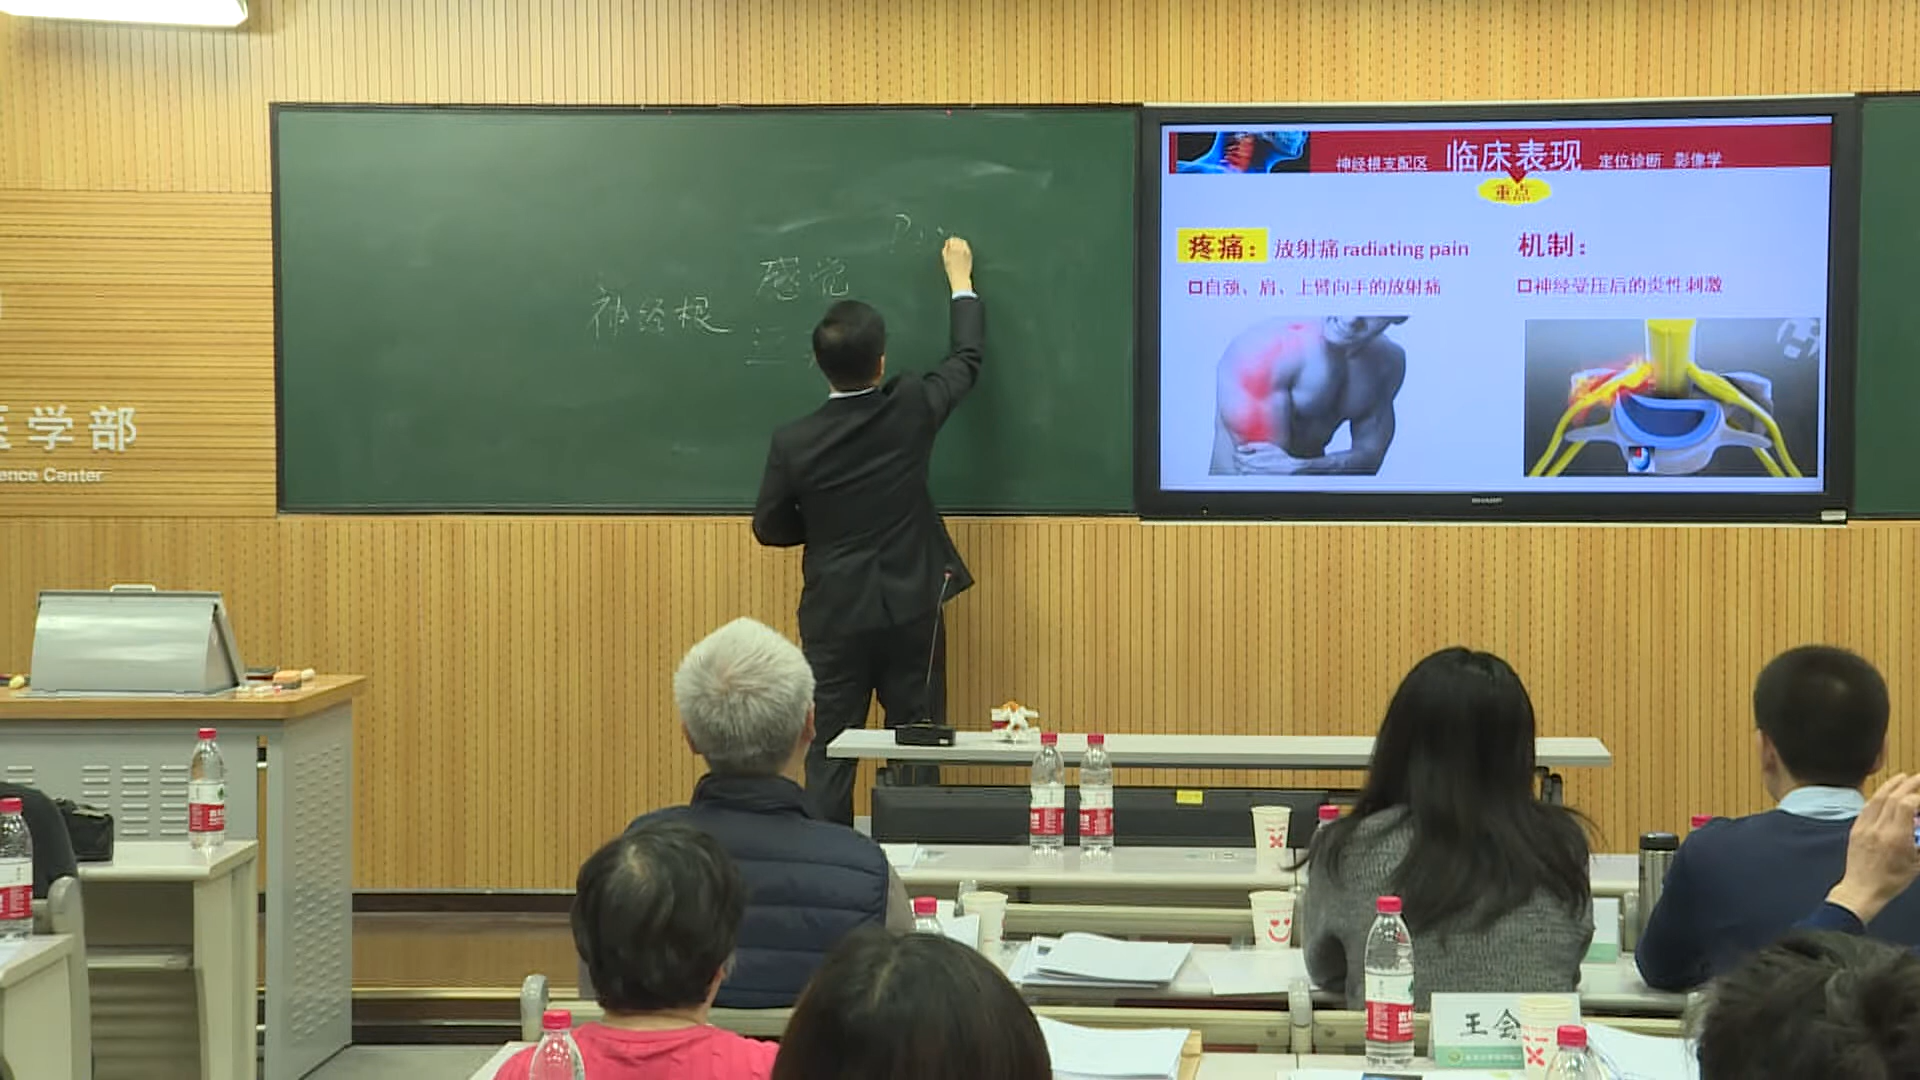 神经根支配区 临床表现 定位诊断 影像学
重点
疼痛：放射痛 radiating pain
自颈、肩、上臂向手的放射痛
机制：
神经受压后的炎性刺激
感觉
神经根
医学部
ence Center
SHARP
王会